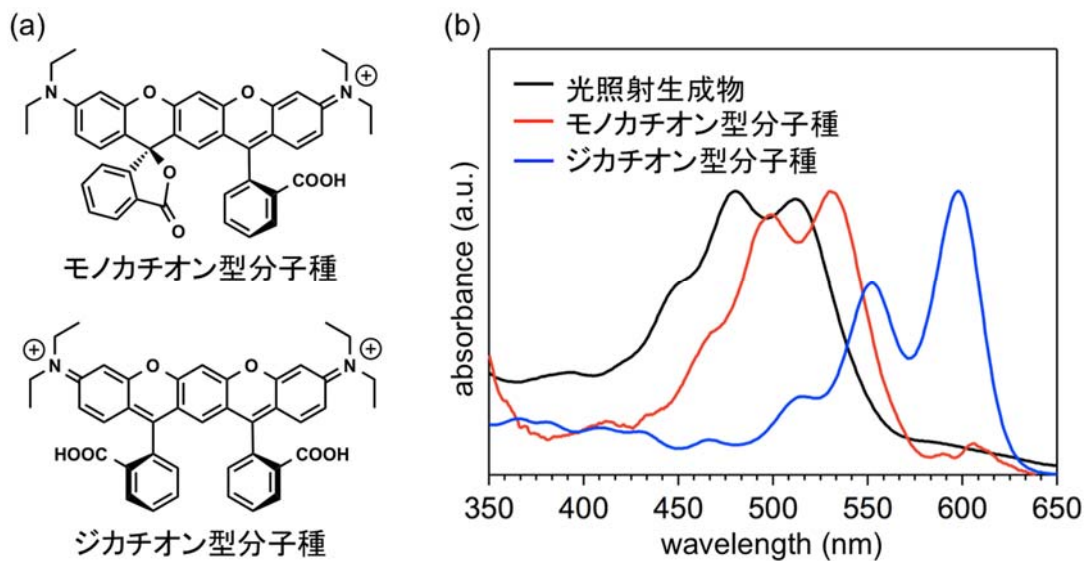 (a)
N
O
O
N
⊕
O
O
COOH
モノカチオン型分子種
⊕
N
O
O
N
⊕
HOOC
COOH
ジカチオン型分子種
(b)
光照射生成物
モノカチオン型分子種
ジカチオン型分子種
absorbance (a.u.)
350 400 450 500 550 600 650
wavelength (nm)